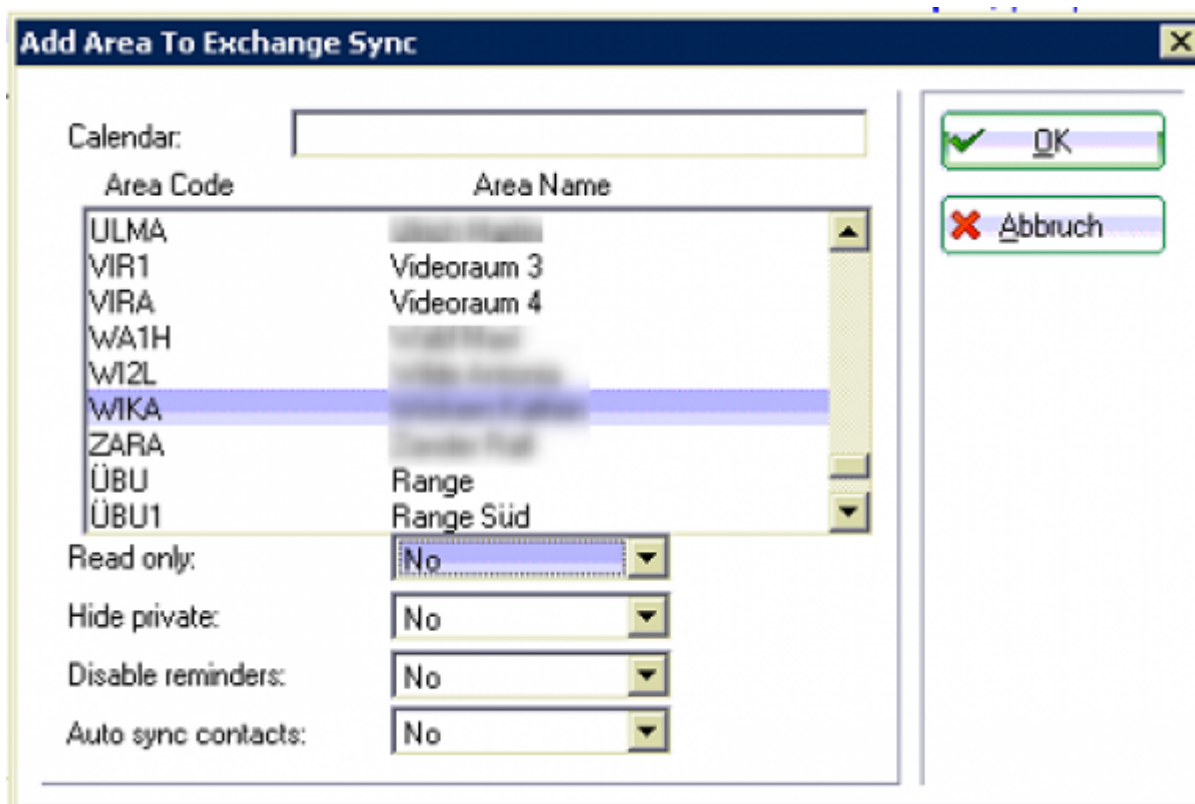 Add Area To Exchange Sync
Calendar:
OK
Area Code Area Name
Abbruch
ULMA
VIR1 Videoraum 3
VIRA Videoraum 4
WA1H
WI2L
WIKA
ZARA
ÜBU Range
ÜBU1 Range Süd
Read only: No
Hide private: No
Disable reminders: No
Auto sync contacts: No